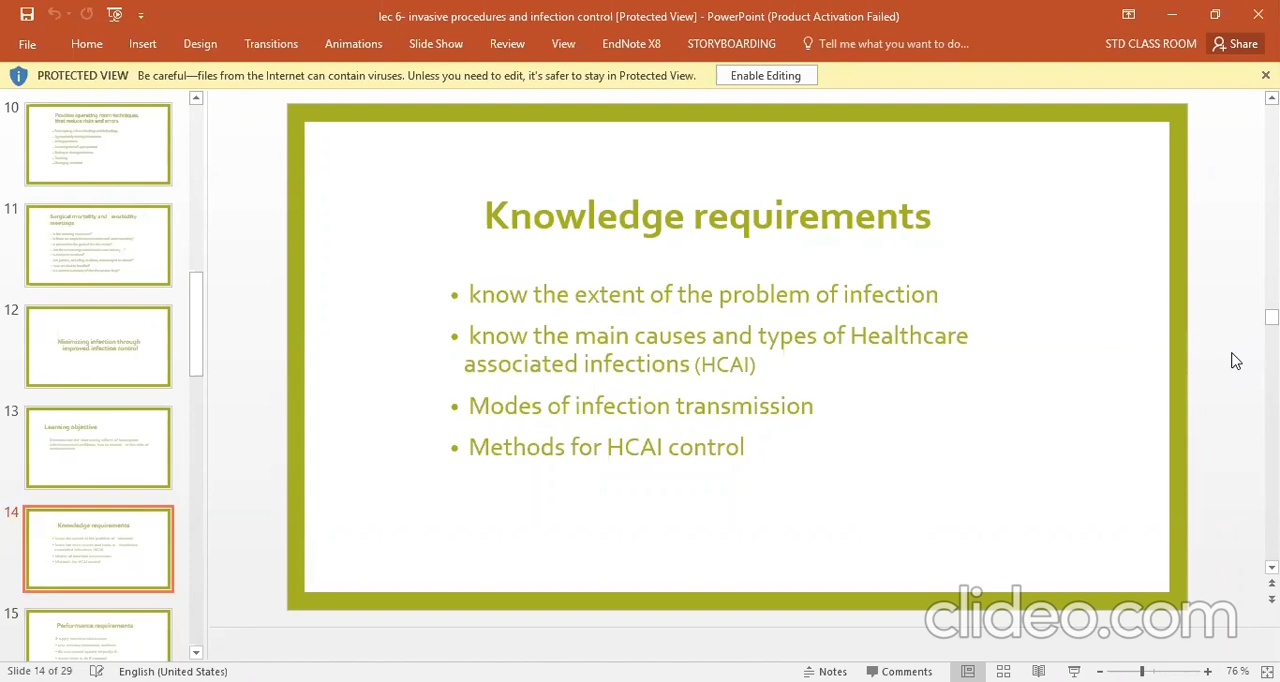 lec 6- invasive procedures and infection control [Protected View] - PowerPoint (Product Activation Failed)
File Home Insert Design Transitions Animations Slide Show Review View EndNote X8 STORYBOARDING Tell me what you want to do... STD CLASS ROOM Share
PROTECTED VIEW Be careful—files from the Internet can contain viruses. Unless you need to edit, it's safer to stay in Protected View. Enable Editing
10
11
Surgical mortality and morbidity
meetings
12
Minimizing infection through
improved infection control
13
Learning objective
14
Knowledge requirements
15
Performance requirements
Knowledge requirements
• know the extent of the problem of infection
• know the main causes and types of Healthcare
associated infections (HCAI)
• Modes of infection transmission
• Methods for HCAI control
clideo.com
Slide 14 of 29 English (United States) Notes Comments 76 %